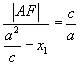 |AF| / (a²/c − x₁) = c/a